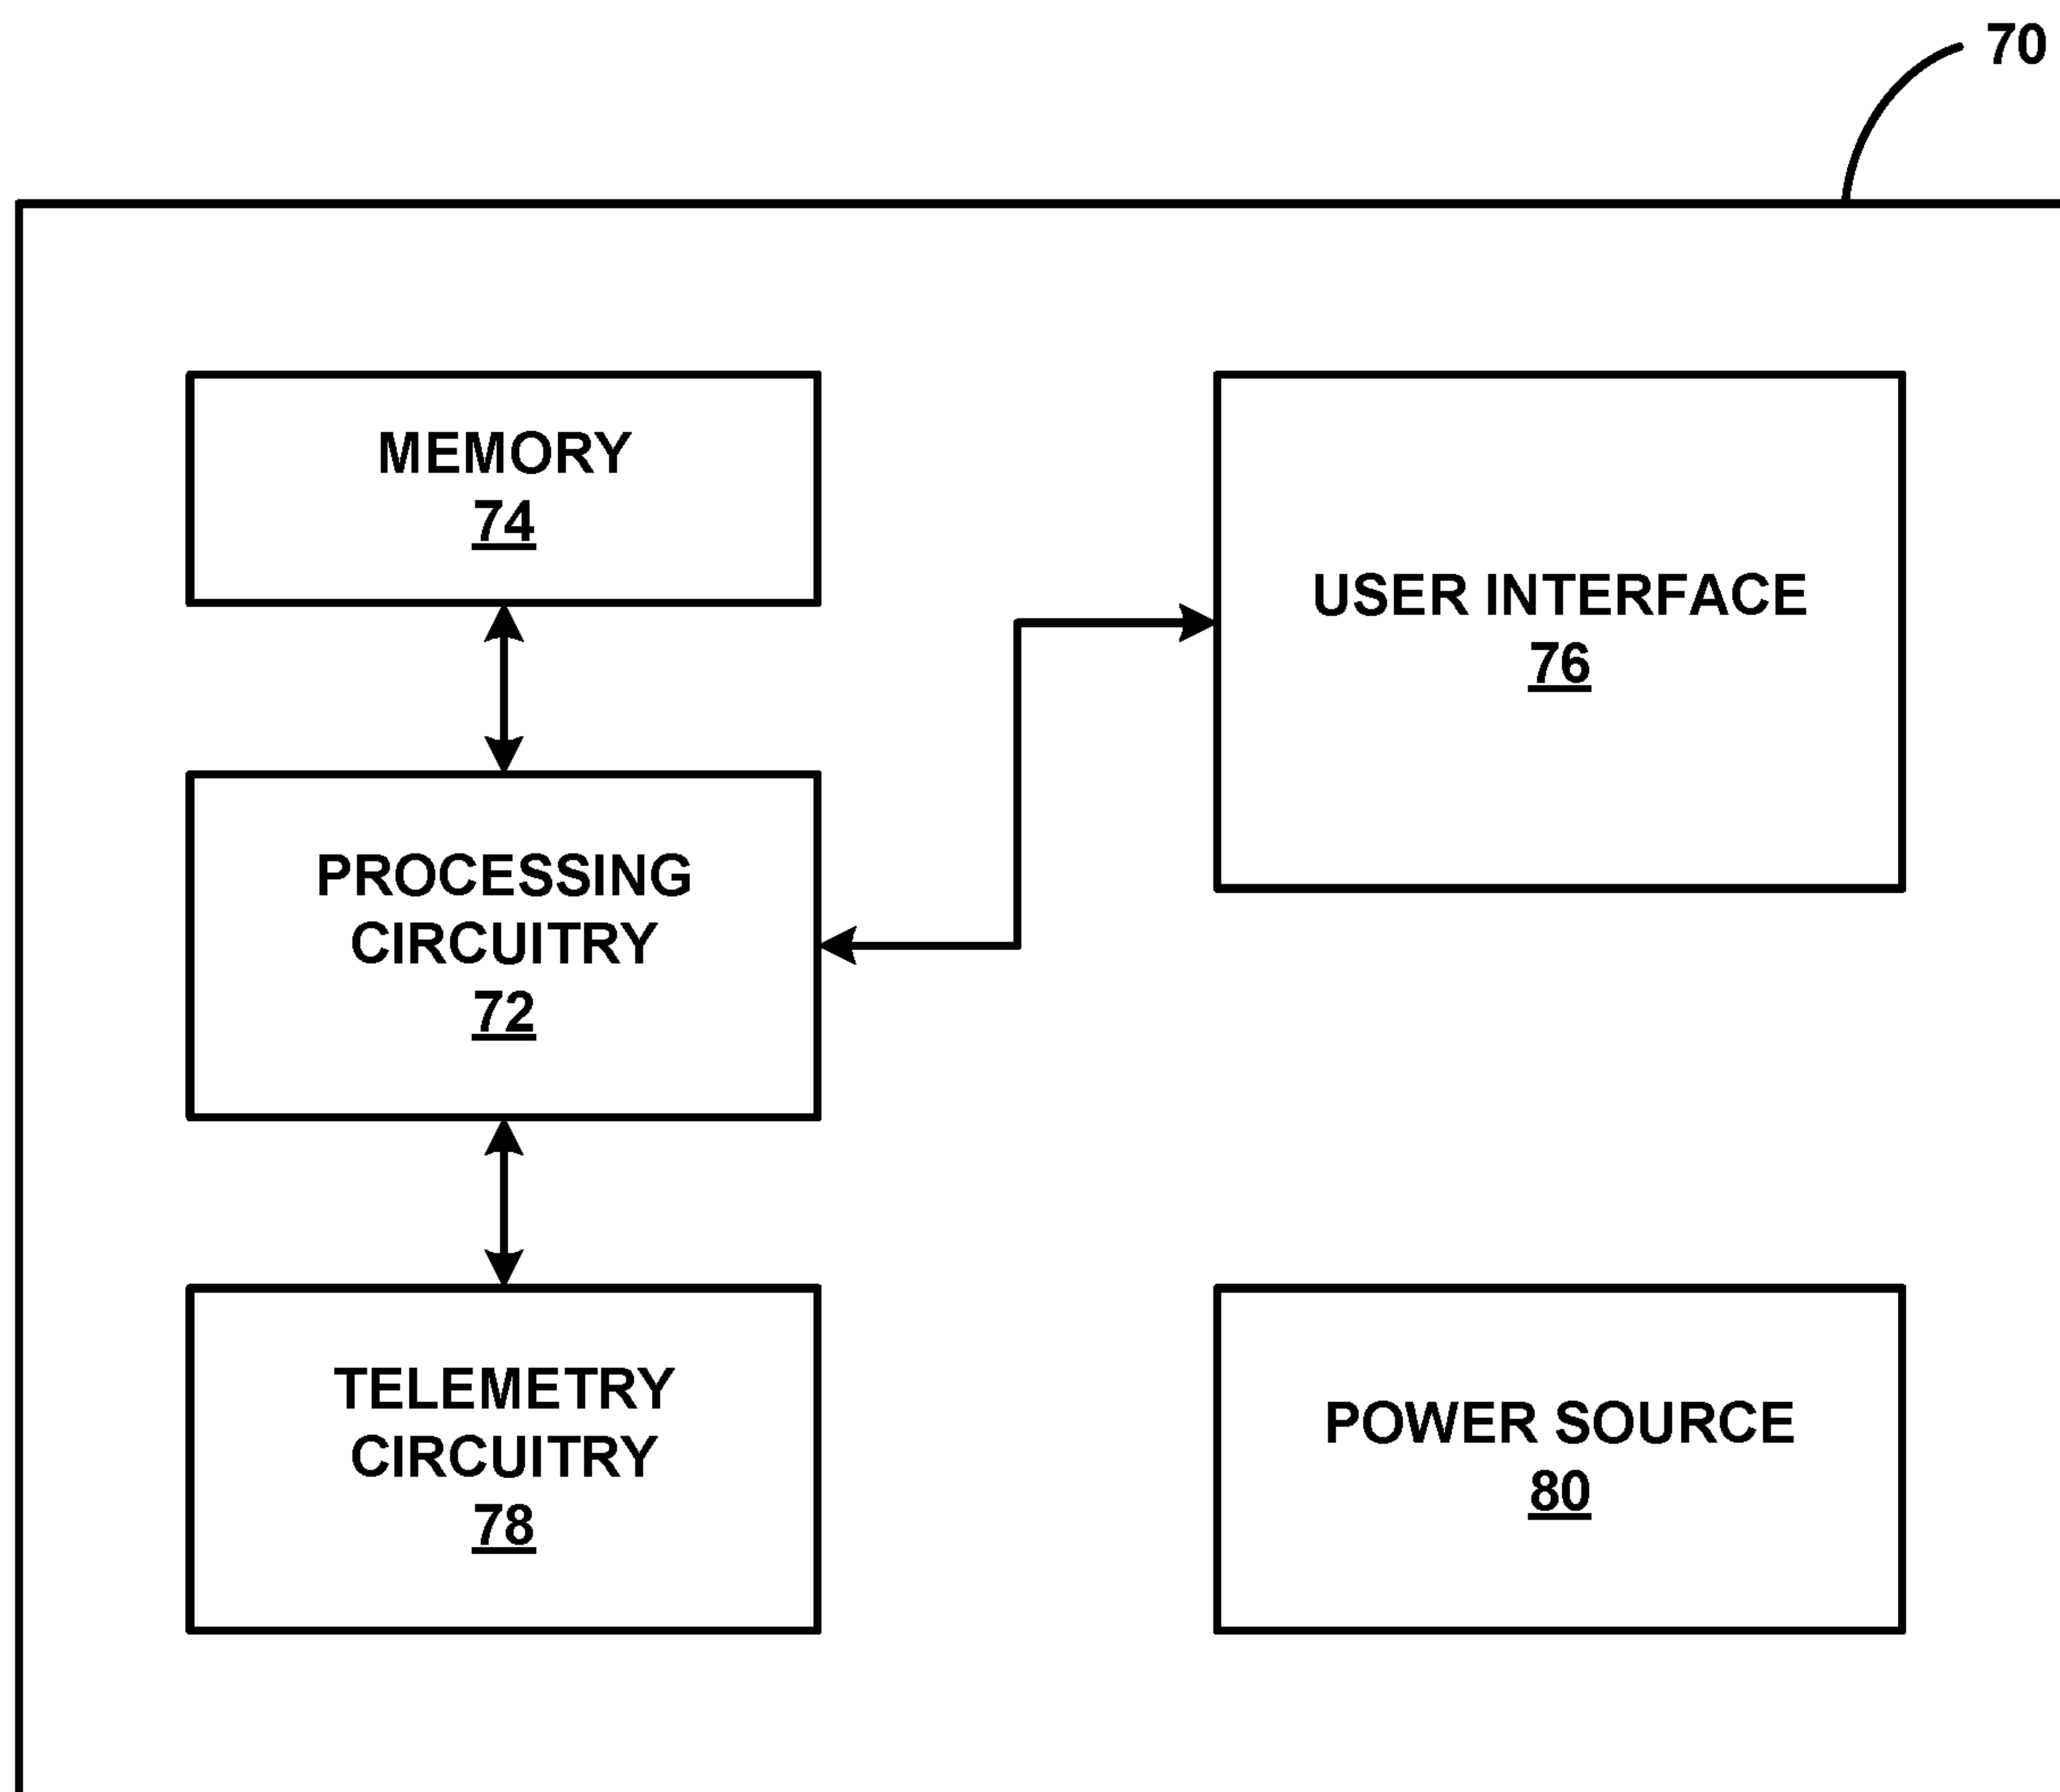 70
MEMORY
74
USER INTERFACE
76
PROCESSING
CIRCUITRY
72
TELEMETRY
CIRCUITRY
78
POWER SOURCE
80